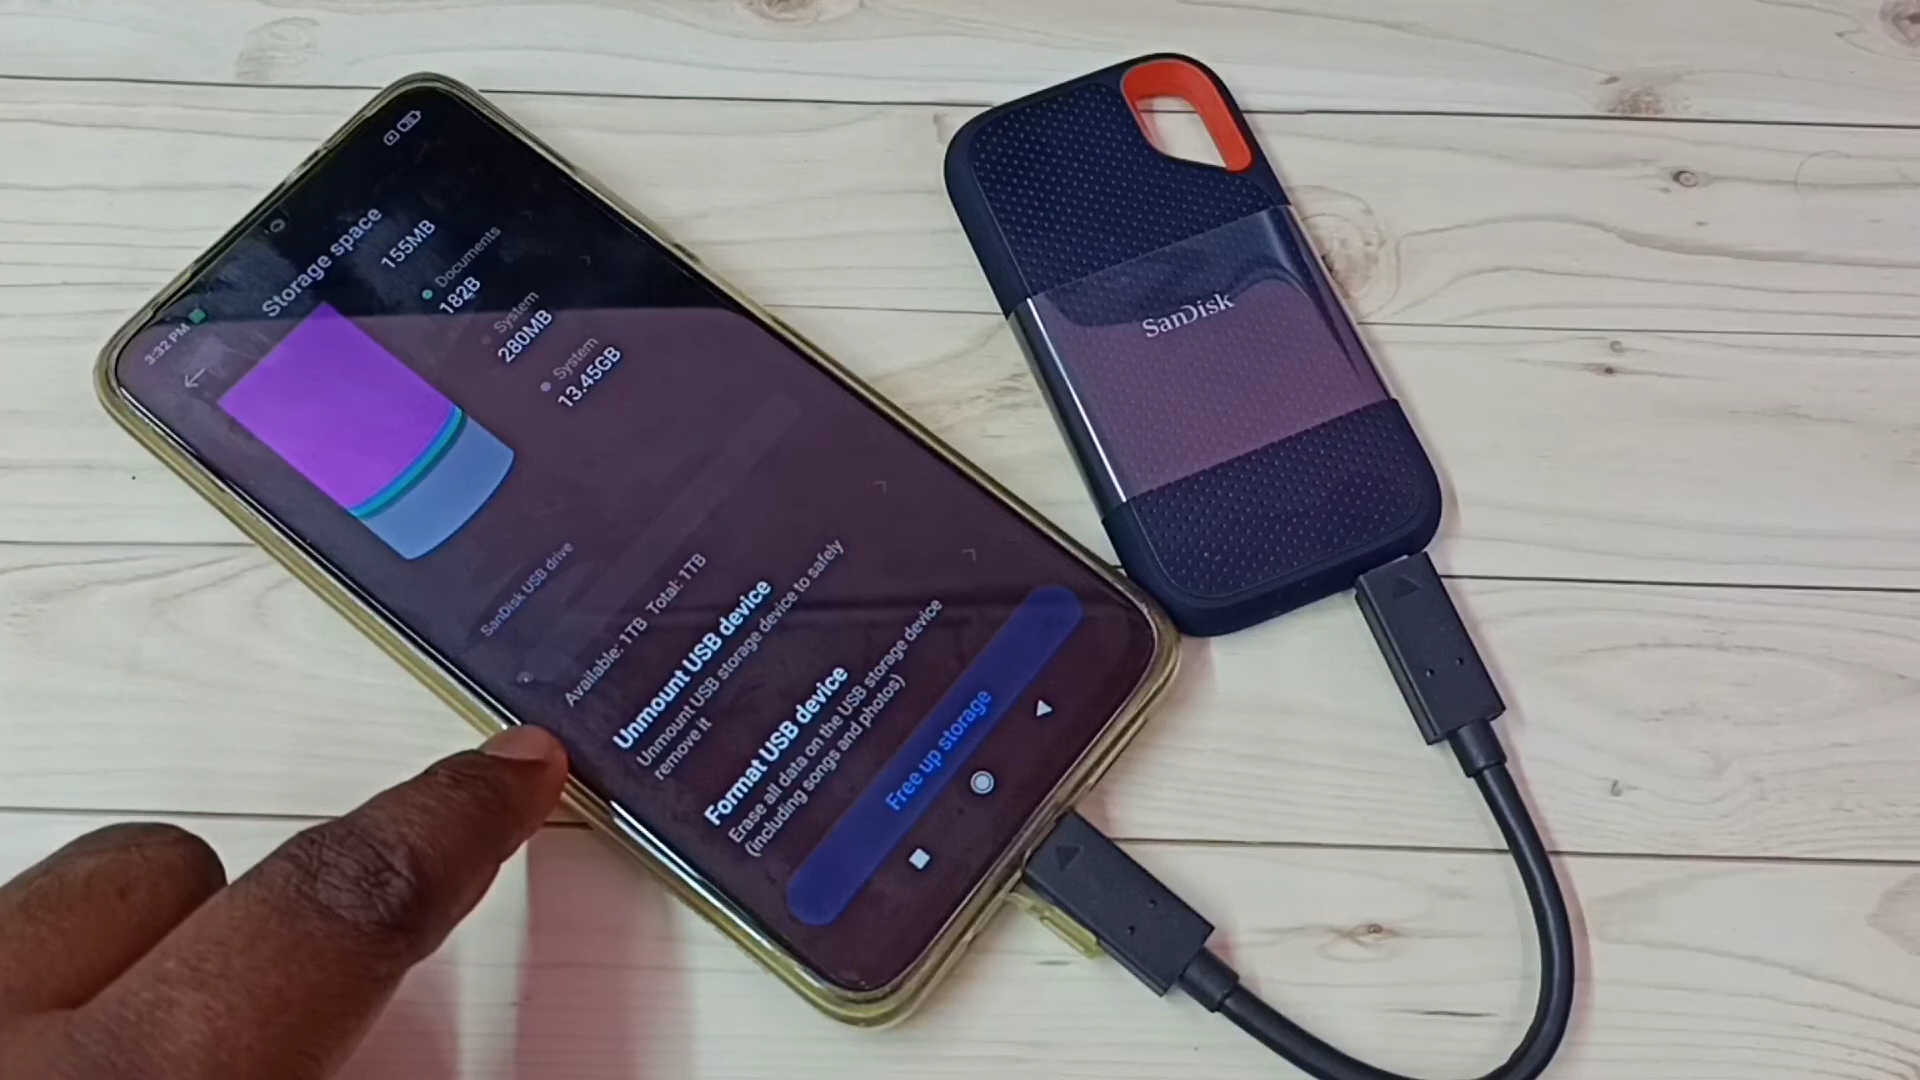 3:32 PM
Storage space
155MB
Documents
182B
System
280MB
System
13.45GB
SanDisk USB drive
Available: 1TB Total: 1TB
Unmount USB device
Unmount USB storage device to safely
remove it
Format USB device
Erase all data on the USB storage device
(including songs and photos)
Free up storage
SanDisk